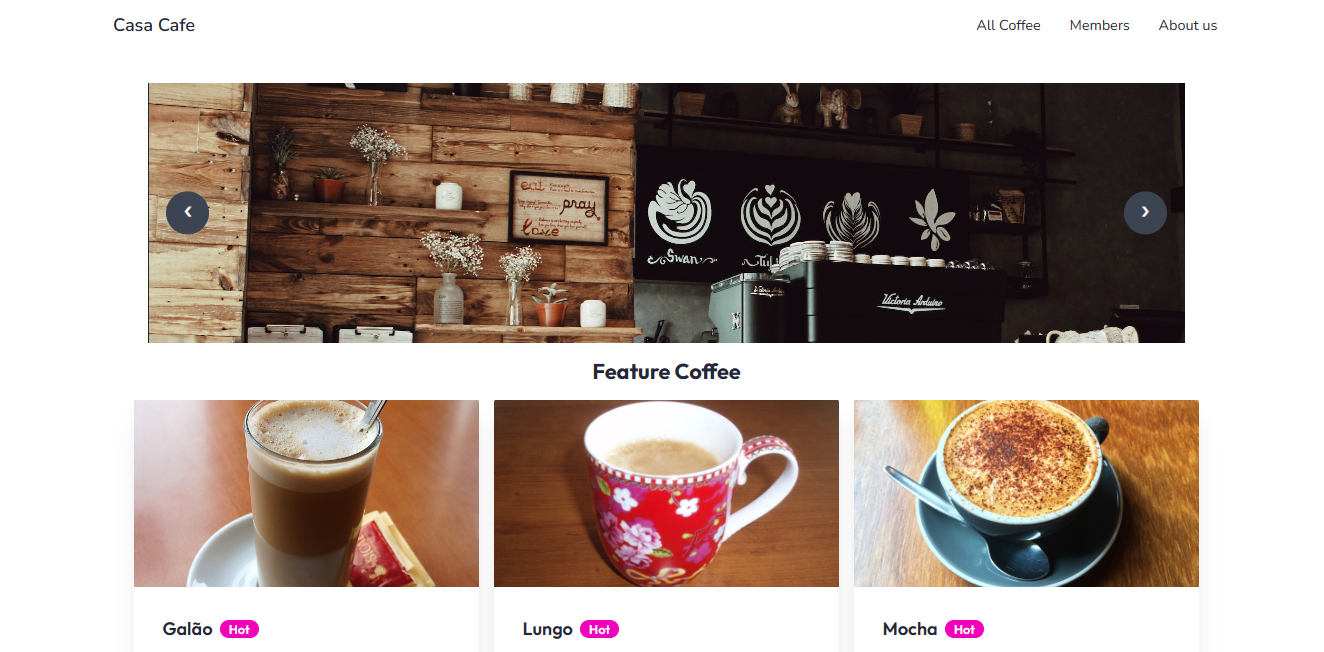 Casa Cafe
All Coffee Members About us
eat
pray
love
Swan
Victoria Arduino
Feature Coffee
Galão Hot
Lungo Hot
Mocha Hot